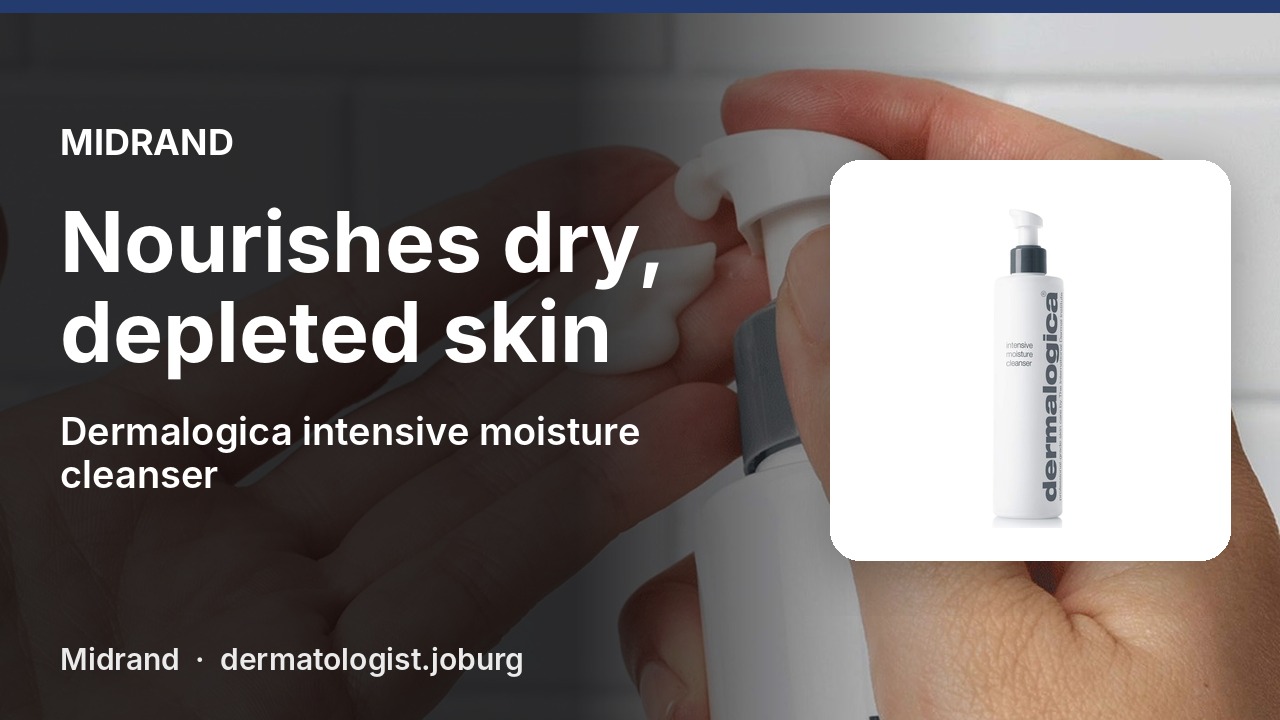 MIDRAND
Nourishes dry,
depleted skin
Dermalogica intensive moisture
cleanser
intensive
moisture
cleanser
dermalogica
Midrand · dermatologist.joburg